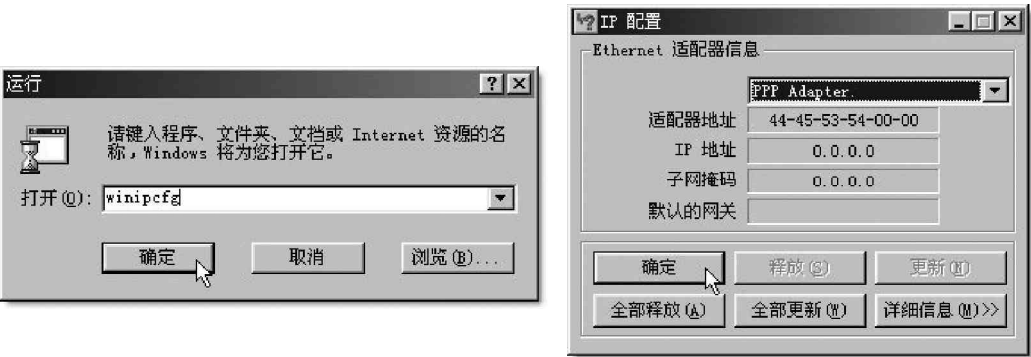 运行
请键入程序、文件夹、文档或 Internet 资源的名
称，Windows 将为您打开它。
打开(O):
winipcfg
确定
取消
浏览(B)...
IP 配置
Ethernet 适配器信息
PPP Adapter.
适配器地址
44-45-53-54-00-00
IP 地址
0.0.0.0
子网掩码
0.0.0.0
默认的网关
确定
释放(S)
更新(N)
全部释放(A)
全部更新(W)
详细信息(M)>>